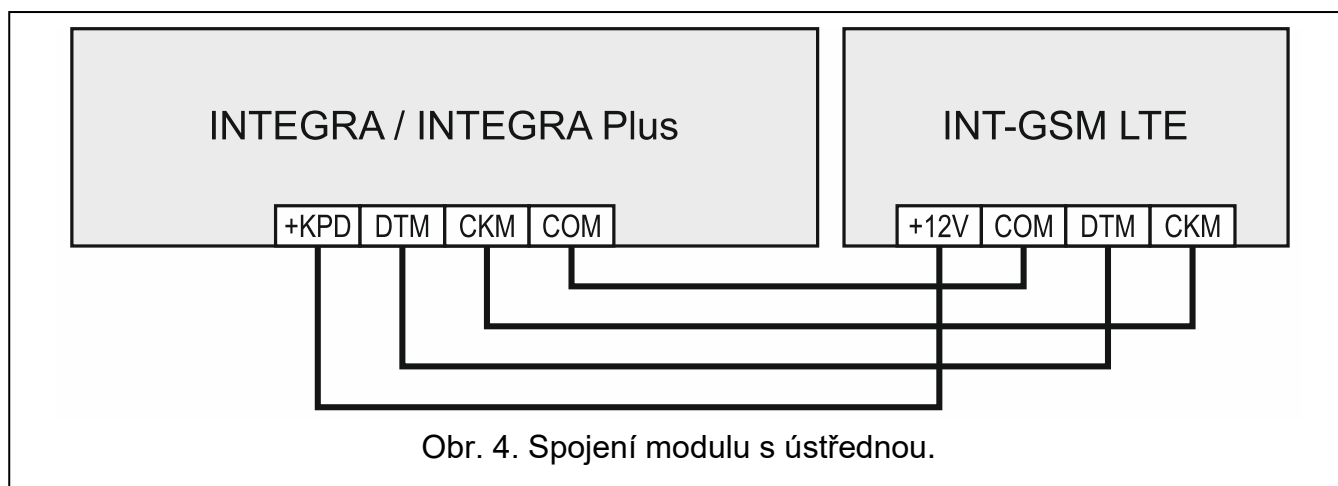 INTEGRA / INTEGRA Plus
INT-GSM LTE
+KPD DTM CKM COM
+12V COM DTM CKM
Obr. 4. Spojení modulu s ústřednou.